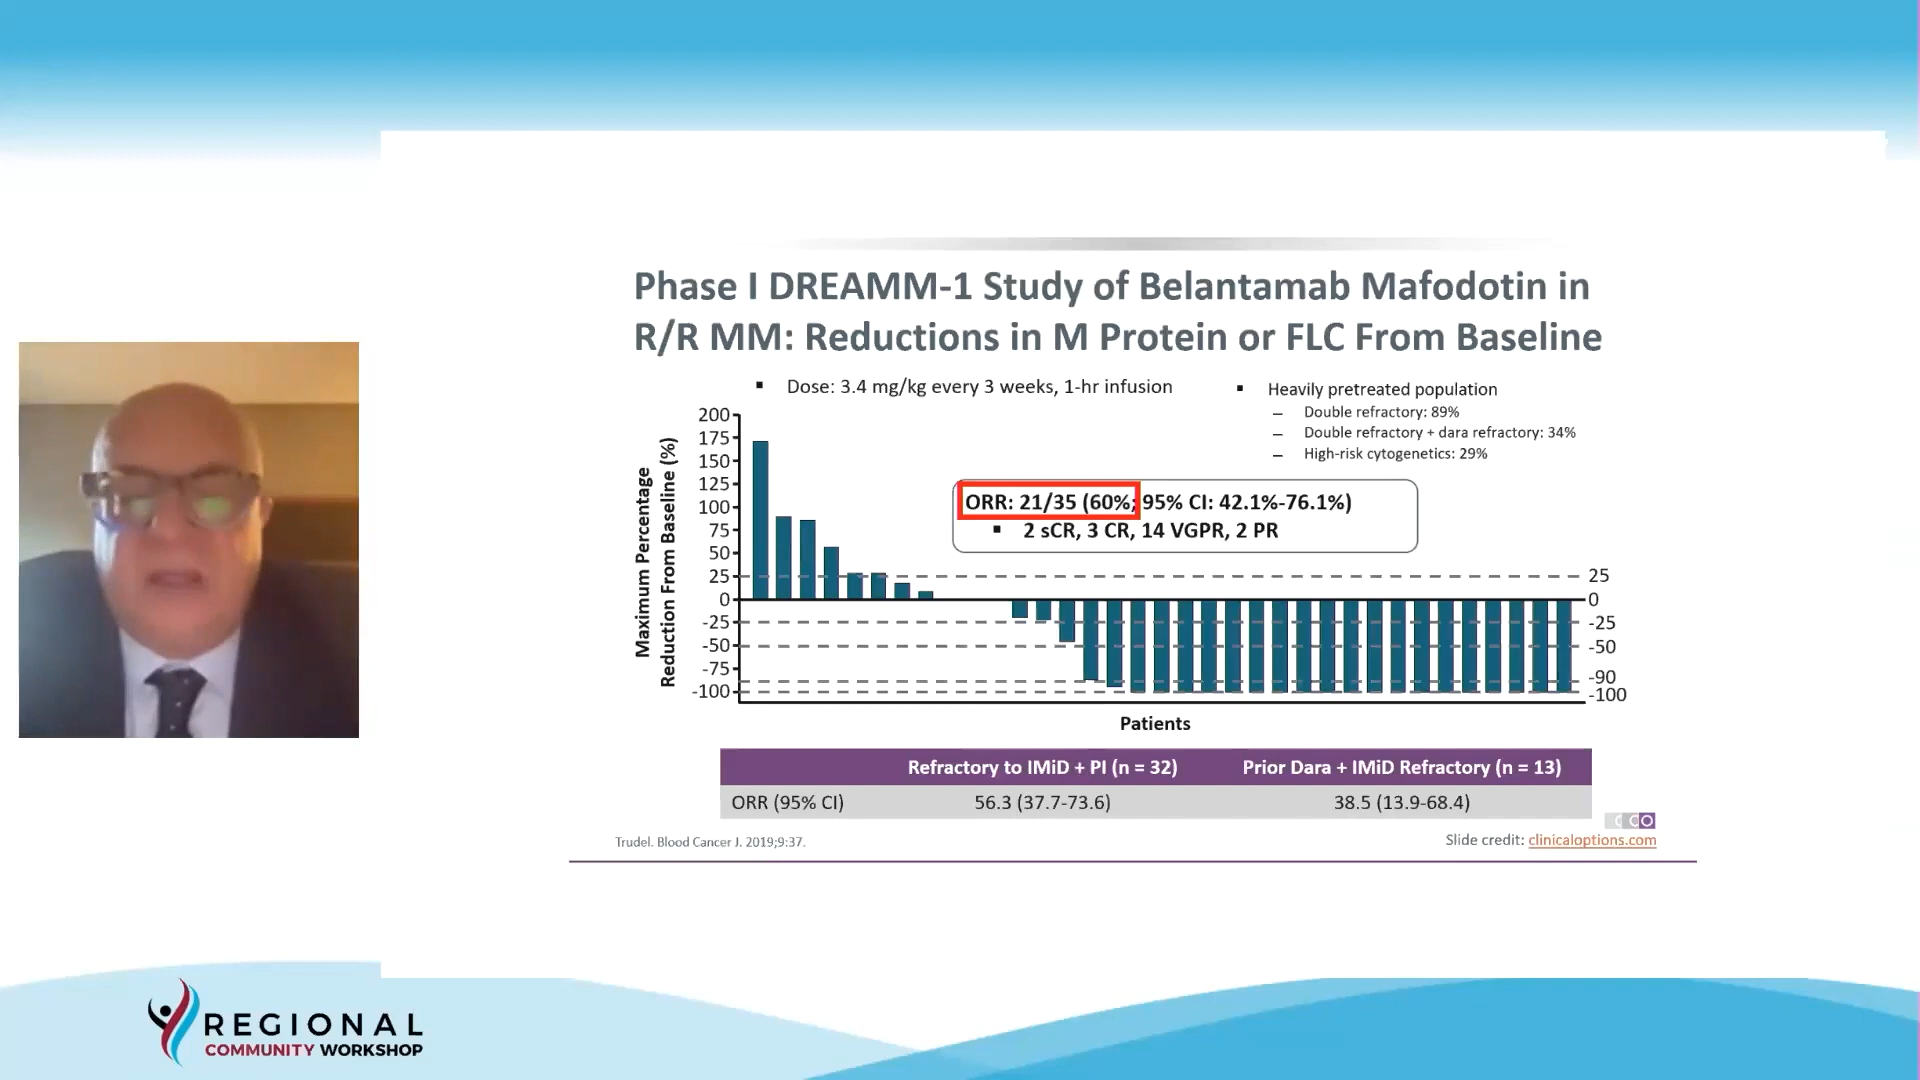 Phase I DREAMM-1 Study of Belantamab Mafodotin in
R/R MM: Reductions in M Protein or FLC From Baseline
▪ Dose: 3.4 mg/kg every 3 weeks, 1-hr infusion
▪ Heavily pretreated population
– Double refractory: 89%
– Double refractory + dara refractory: 34%
– High-risk cytogenetics: 29%
Maximum Percentage
Reduction From Baseline (%)
200
175
150
125
100
75
50
25
0
-25
-50
-75
-100
ORR: 21/35 (60%; 95% CI: 42.1%-76.1%)
▪ 2 sCR, 3 CR, 14 VGPR, 2 PR
25
0
-25
-50
-90
-100
Patients
Refractory to IMiD + PI (n = 32) Prior Dara + IMiD Refractory (n = 13)
ORR (95% CI) 56.3 (37.7-73.6) 38.5 (13.9-68.4)
CCO
Trudel. Blood Cancer J. 2019;9:37.
Slide credit: clinicaloptions.com
REGIONAL
COMMUNITY WORKSHOP